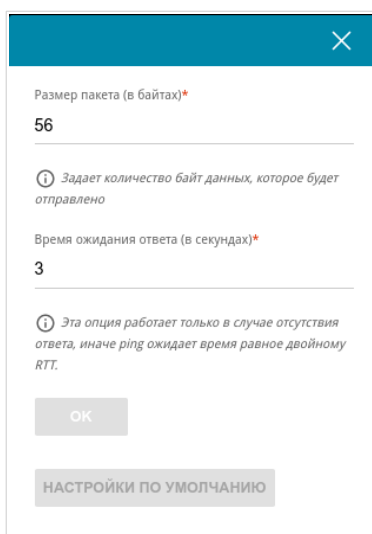 Размер пакета (в байтах)*
56
Задает количество байт данных, которое будет
отправлено
Время ожидания ответа (в секундах)*
3
Эта опция работает только в случае отсутствия
ответа, иначе ping ожидает время равное двойному
RTT.
OK
НАСТРОЙКИ ПО УМОЛЧАНИЮ